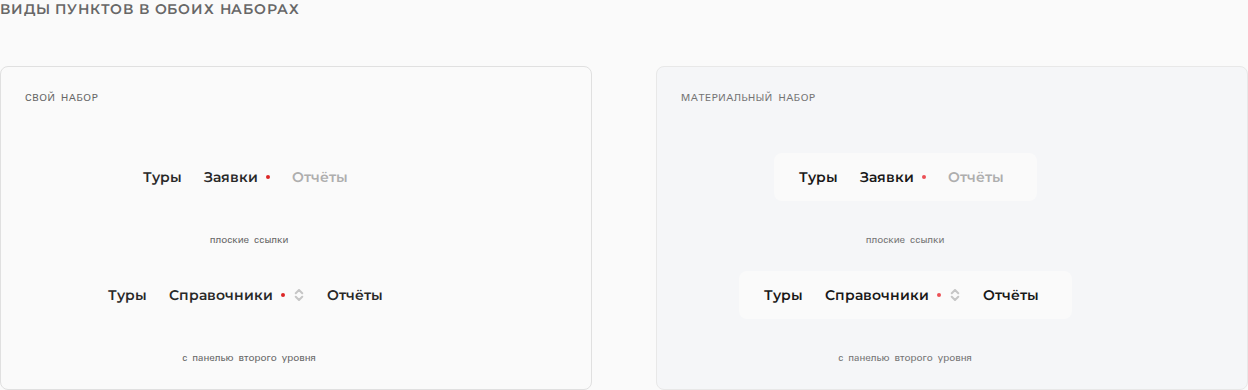 ВИДЫ ПУНКТОВ В ОБОИХ НАБОРАХ
СВОЙ НАБОР
Туры Заявки Отчёты
плоские ссылки
Туры Справочники Отчёты
с панелью второго уровня
МАТЕРИАЛЬНЫЙ НАБОР
Туры Заявки Отчёты
плоские ссылки
Туры Справочники Отчёты
с панелью второго уровня